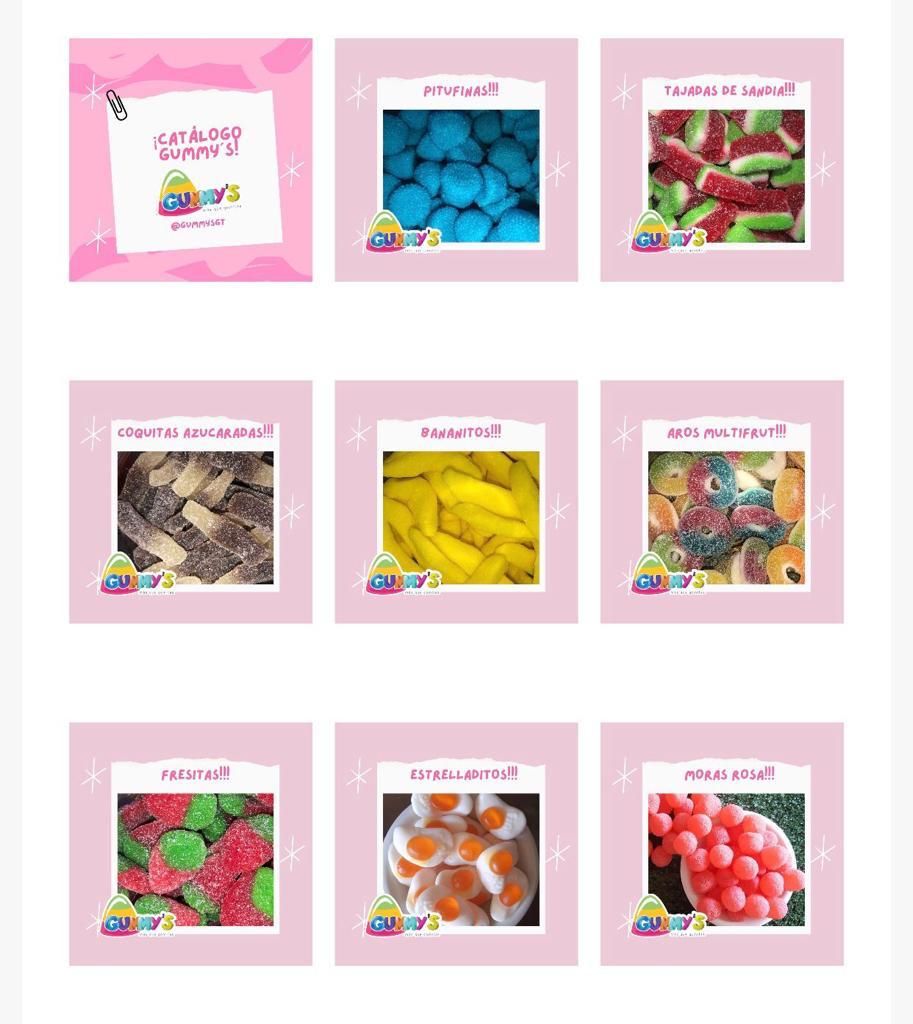 ¡CATÁLOGO
GUMMY´S!
GUMMY'S
@GUMMYSGT
PITUFINAS!!!
GUMMY'S
TAJADAS DE SANDIA!!!
GUMMY'S
COQUITAS AZUCARADAS!!!
GUMMY'S
BANANITOS!!!
GUMMY'S
AROS MULTIFRUT!!!
GUMMY'S
FRESITAS!!!
GUMMY'S
ESTRELLADITOS!!!
GUMMY'S
MORAS ROSA!!!
GUMMY'S